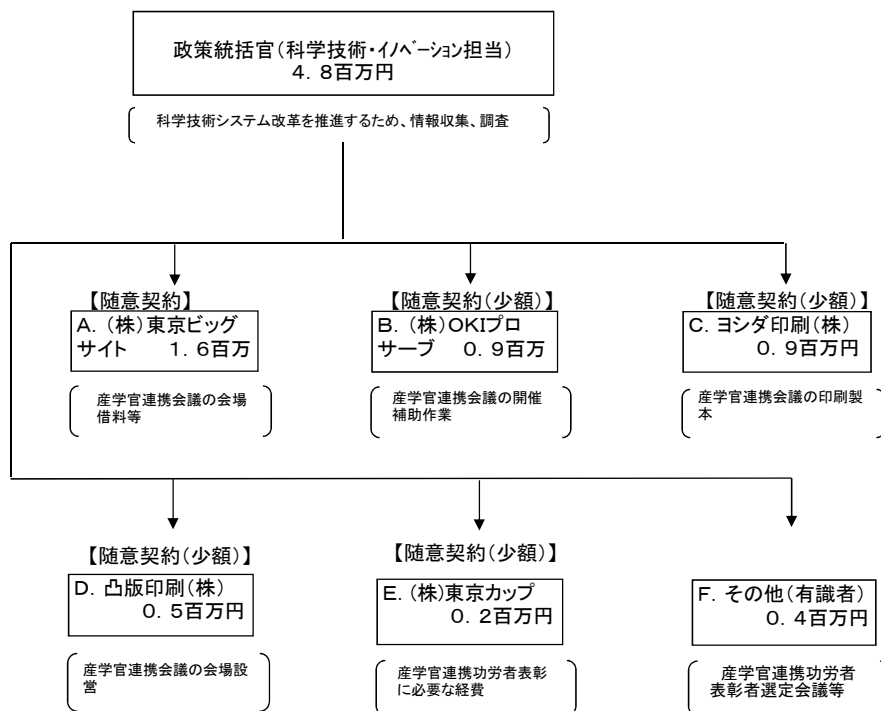 政策統括官（科学技術・ｲﾉﾍﾞｰｼｮﾝ担当）
４．８百万円
科学技術システム改革を推進するため、情報収集、調査
【随意契約】
A．（株）東京ビッグ
サイト　１．６百万
産学官連携会議の会場
借料等
【随意契約（少額）】
B．（株）OKIプロ
サーブ　０．９百万
産学官連携会議の開催
補助作業
【随意契約（少額）】
C．ヨシダ印刷（株）
０．９百万円
産学官連携会議の印刷製
本
【随意契約（少額）】
D．凸版印刷（株）
０．５百万円
産学官連携会議の会場設
営
【随意契約（少額）】
E．（株）東京カップ
０．２百万円
産学官連携功労者表彰
に必要な経費
F．その他（有識者）
０．４百万円
産学官連携功労者
表彰者選定会議等